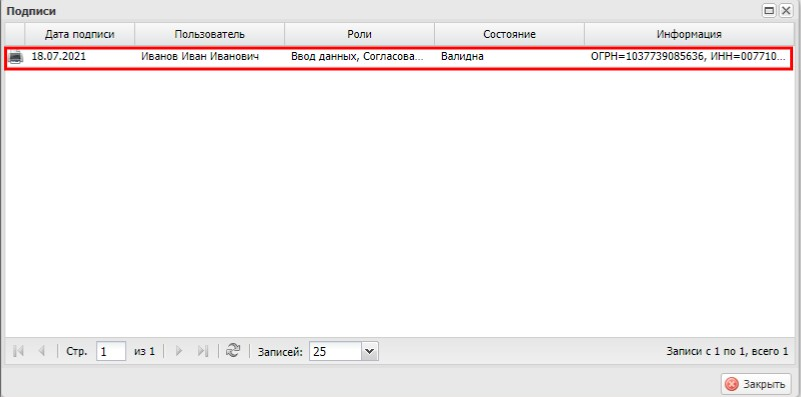 Подписи
Дата подписи Пользователь Роли Состояние Информация
18.07.2021 Иванов Иван Иванович Ввод данных, Согласова... Валидна ОГРН=1037739085636, ИНН=007710...
Стр. 1 из 1 Записей: 25 Записи с 1 по 1, всего 1
Закрыть